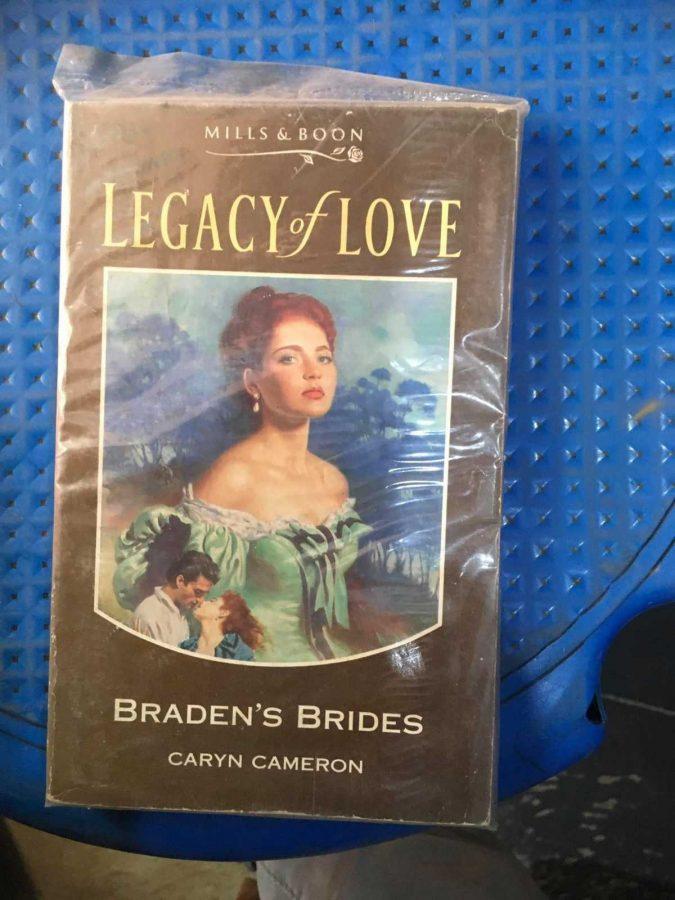 MILLS & BOON
LEGACY of LOVE
BRADEN'S BRIDES
CARYN CAMERON